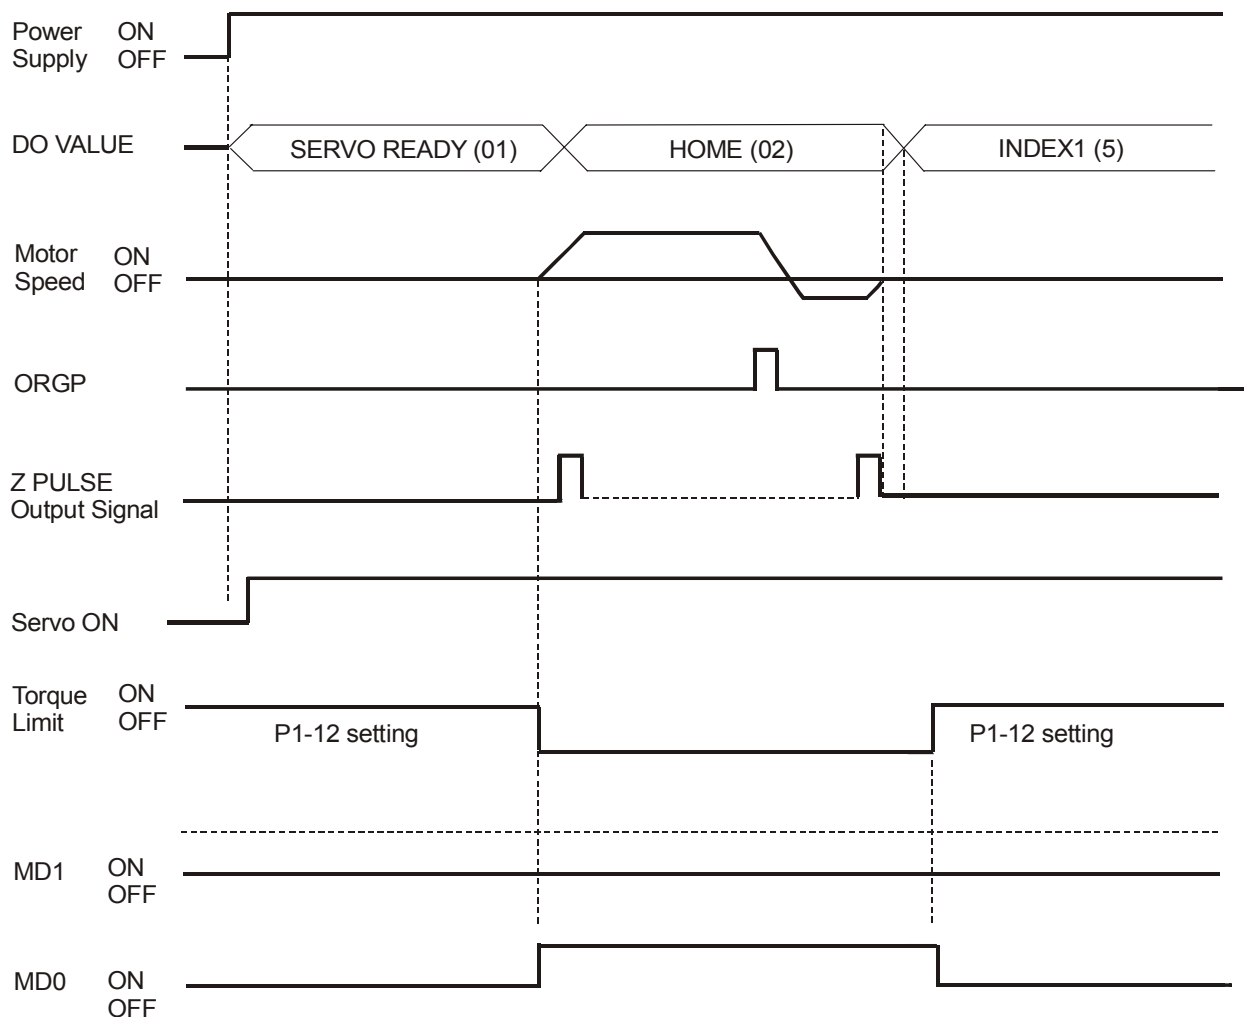 Power ON
Supply OFF
DO VALUE
SERVO READY (01)
HOME (02)
INDEX1 (5)
Motor ON
Speed OFF
ORGP
Z PULSE
Output Signal
Servo ON
Torque ON
Limit OFF
P1-12 setting
P1-12 setting
MD1 ON
OFF
MD0 ON
OFF